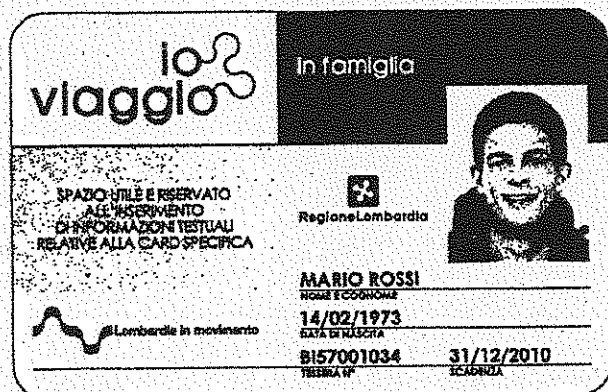 io
viaggio
In famiglia
SPAZIO UTILE E RISERVATO
ALL'INSERIMENTO
DI INFORMAZIONI TESTUALI
RELATIVE ALLA CARD SPECIFICA
RegioneLombardia
MARIO ROSSI
NOME E COGNOME
14/02/1973
DATA DI NASCITA
Lombardie in movimento
BI57001034 31/12/2010
TESSERA N° SCADENZA